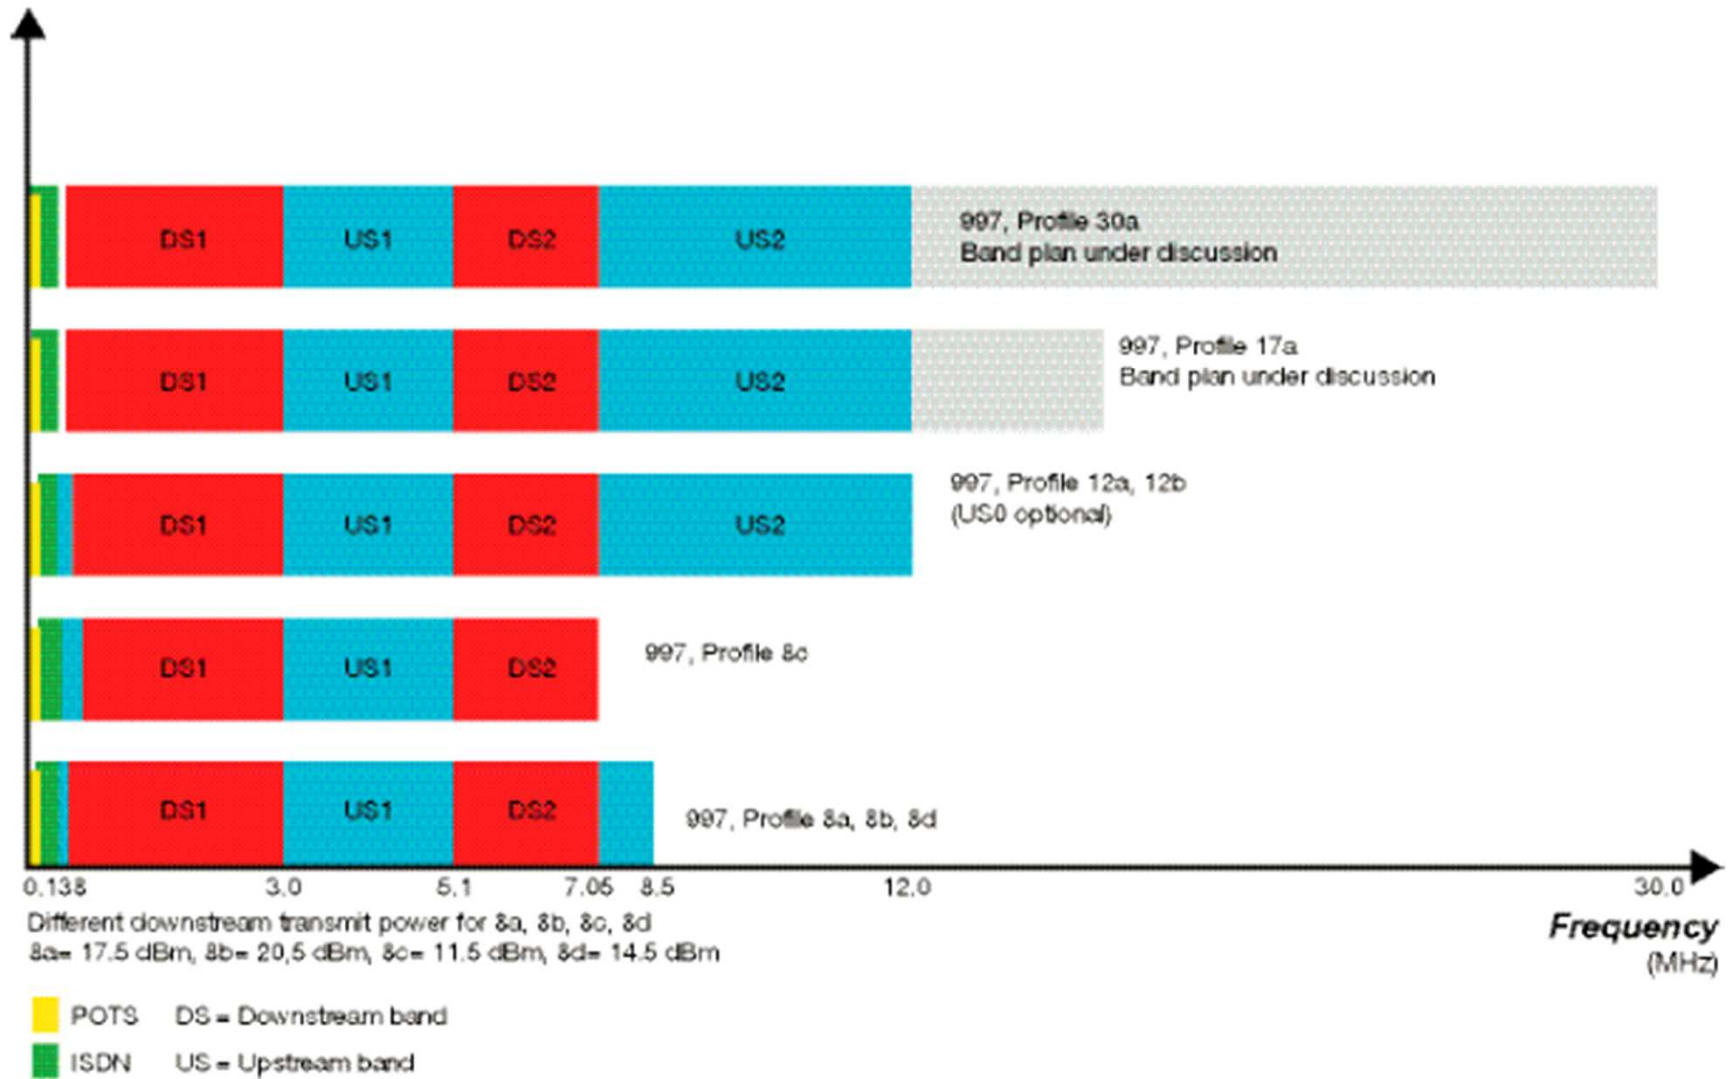 DS1 US1 DS2 US2
997, Profile 30a
Band plan under discussion
DS1 US1 DS2 US2
997, Profile 17a
Band plan under discussion
DS1 US1 DS2 US2
997, Profile 12a, 12b
(US0 optional)
DS1 US1 DS2
997, Profile 8c
DS1 US1 DS2
997, Profile 8a, 8b, 8d
0.138 3.0 5.1 7.05 8.5 12.0 30.0
Frequency
(MHz)
Different downstream transmit power for 8a, 8b, 8c, 8d
8a= 17.5 dBm, 8b= 20,5 dBm, 8c= 11.5 dBm, 8d= 14.5 dBm
POTS DS = Downstream band
ISDN US = Upstream band